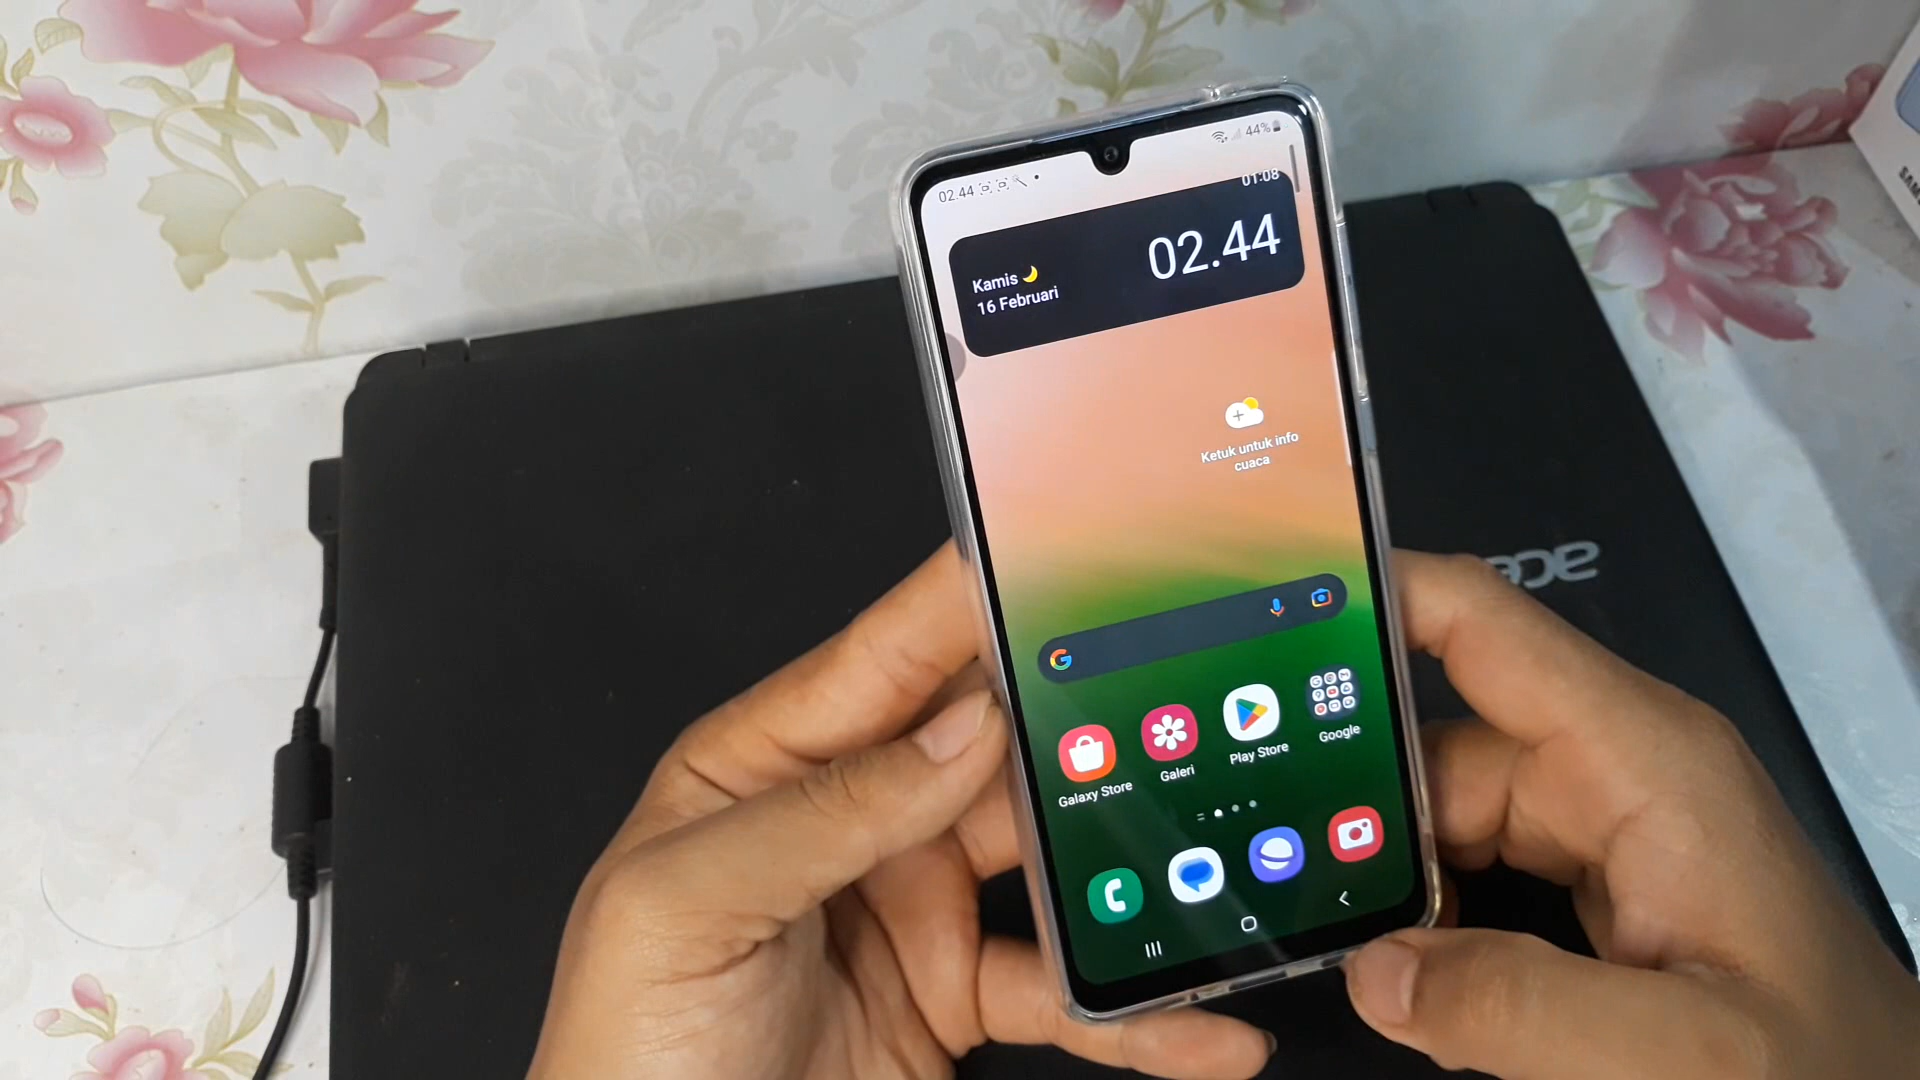 02.44
44%
01:08
02.44
Kamis
16 Februari
Ketuk untuk info
cuaca
G
Galaxy Store
Galeri
Play Store
Google
acer